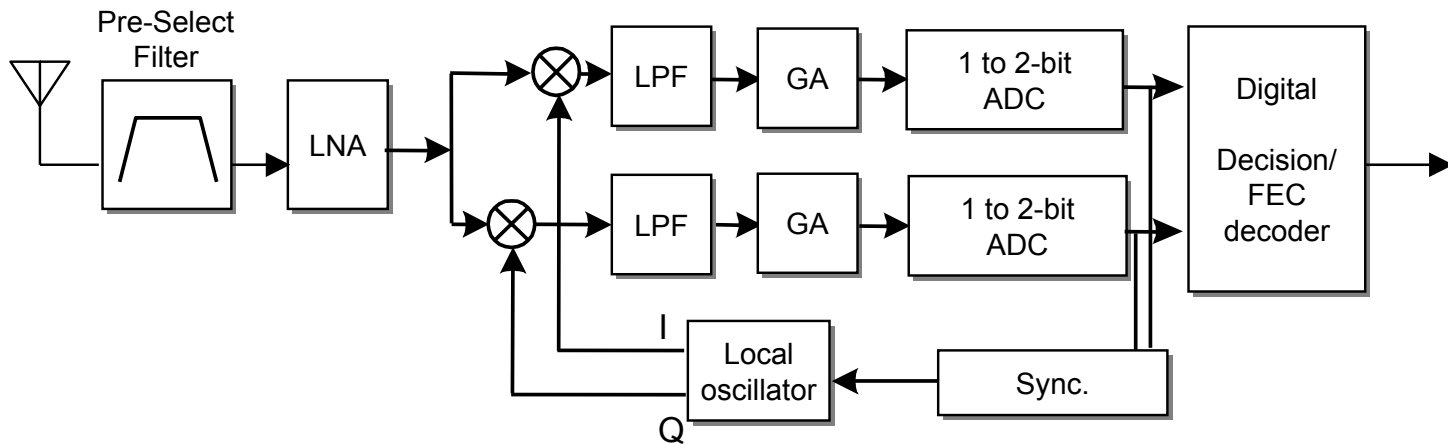 Pre-Select
Filter
LNA
LPF
GA
1 to 2-bit
ADC
Digital
Decision/
FEC
decoder
LPF
GA
1 to 2-bit
ADC
I
Q
Local
oscillator
Sync.